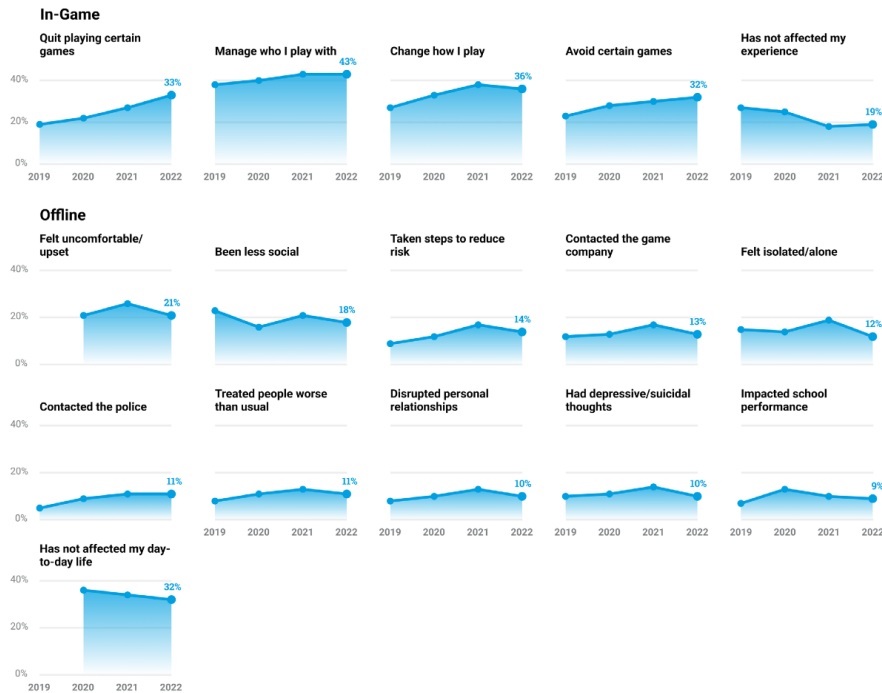 In-Game
Quit playing certain
games
Manage who I play with
Change how I play
Avoid certain games
Has not affected my
experience
40%
20%
0%
33%
43%
36%
32%
19%
2019 2020 2021 2022
2019 2020 2021 2022
2019 2020 2021 2022
2019 2020 2021 2022
2019 2020 2021 2022
Offline
Felt uncomfortable/
upset
Been less social
Taken steps to reduce
risk
Contacted the game
company
Felt isolated/alone
40%
20%
0%
21%
18%
14%
13%
12%
Contacted the police
Treated people worse
than usual
Disrupted personal
relationships
Had depressive/suicidal
thoughts
Impacted school
performance
40%
20%
0%
11%
11%
10%
10%
9%
2019 2020 2021 2022
2019 2020 2021 2022
2019 2020 2021 2022
2019 2020 2021 2022
Has not affected my day-
to-day life
40%
20%
0%
32%
2019 2020 2021 2022